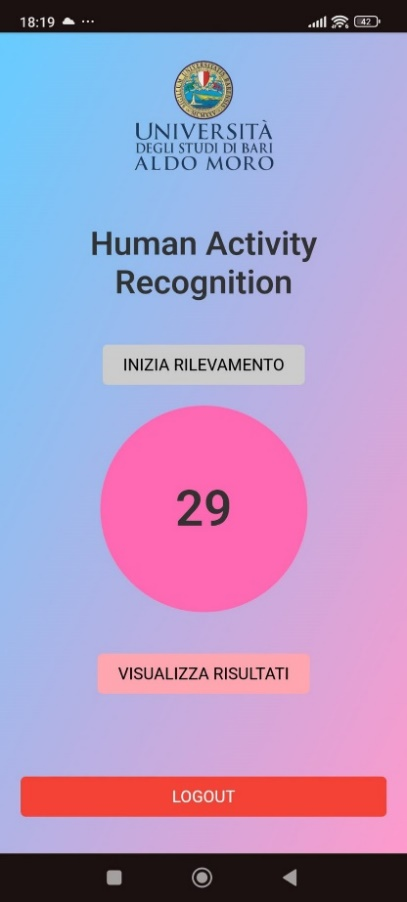 18:19
42
UNIVERSITÀ
DEGLI STUDI DI BARI
ALDO MORO
Human Activity
Recognition
INIZIA RILEVAMENTO
29
VISUALIZZA RISULTATI
LOGOUT